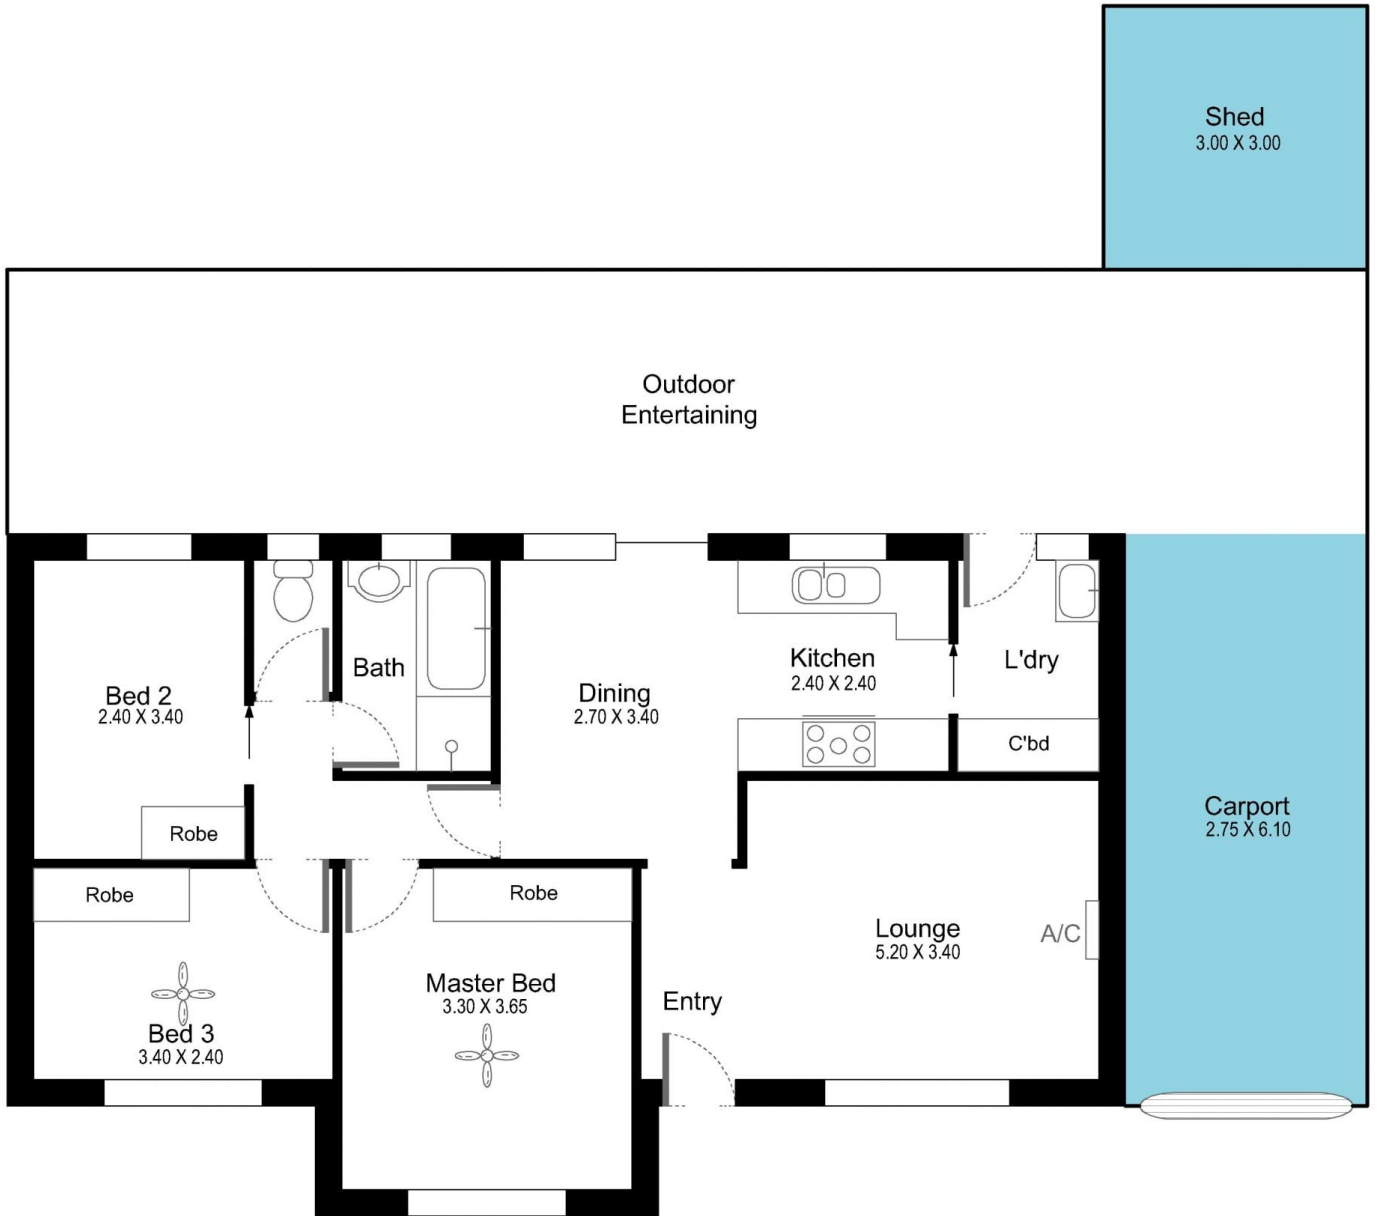 Shed
3.00 X 3.00
Outdoor
Entertaining
Bed 2
2.40 X 3.40
Bath
Dining
2.70 X 3.40
Kitchen
2.40 X 2.40
L'dry
C'bd
Robe
Robe
Robe
Carport
2.75 X 6.10
Lounge
5.20 X 3.40
A/C
Master Bed
3.30 X 3.65
Entry
Bed 3
3.40 X 2.40